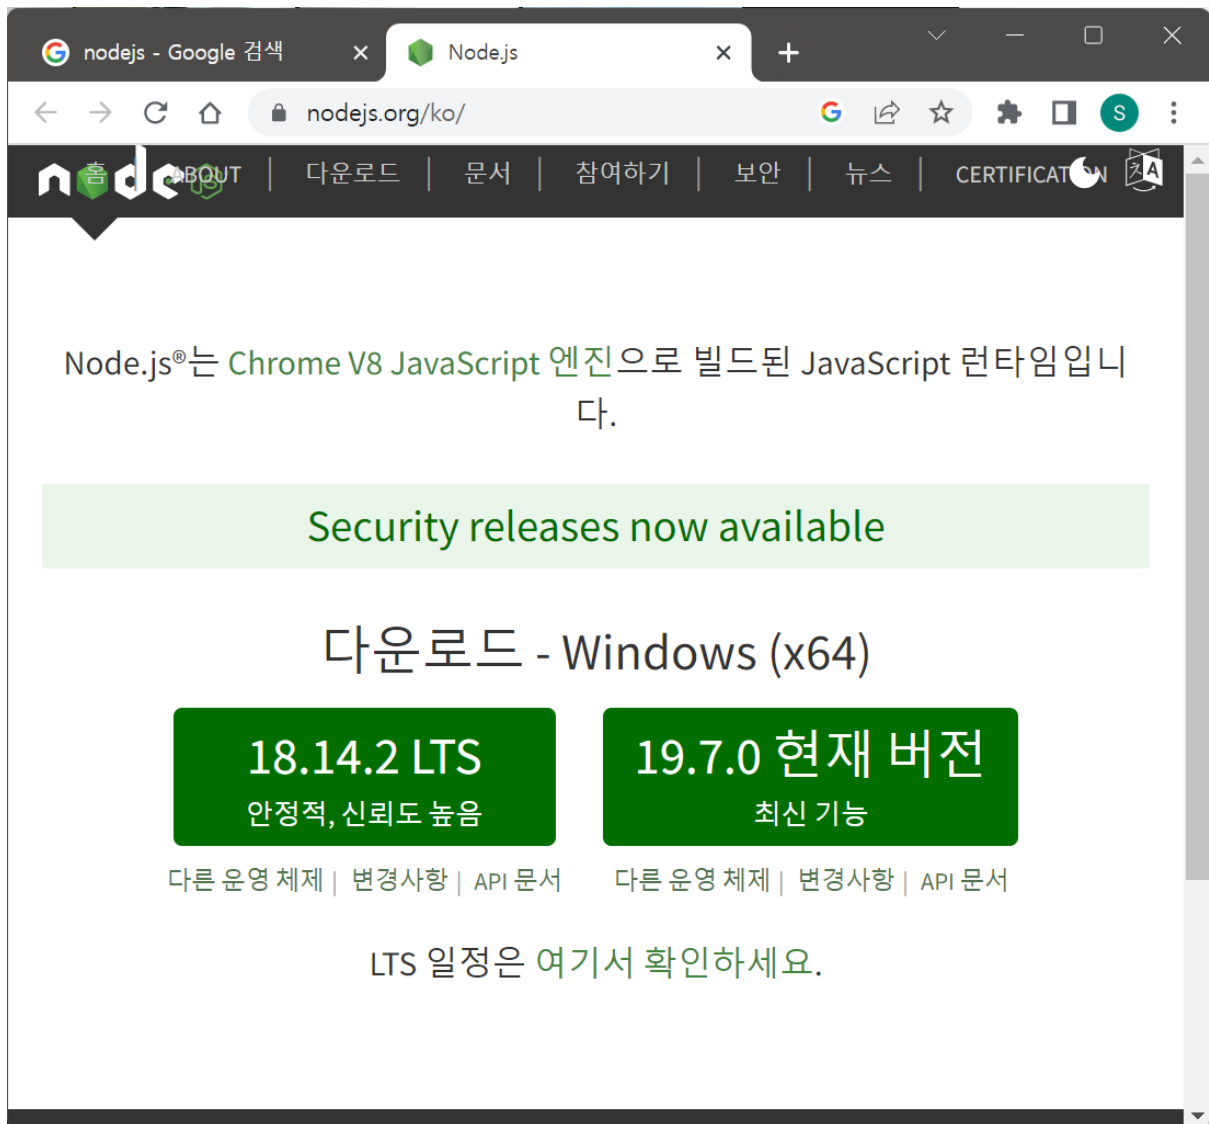 nodejs - Google 검색
Node.js
nodejs.org/ko/
S
node
홈 | ABOUT | 다운로드 | 문서 | 참여하기 | 보안 | 뉴스 | CERTIFICATION
Node.js®는 Chrome V8 JavaScript 엔진으로 빌드된 JavaScript 런타임입니
다.
Security releases now available
다운로드 - Windows (x64)
18.14.2 LTS
안정적, 신뢰도 높음
다른 운영 체제 | 변경사항 | API 문서
19.7.0 현재 버전
최신 기능
다른 운영 체제 | 변경사항 | API 문서
LTS 일정은 여기서 확인하세요.